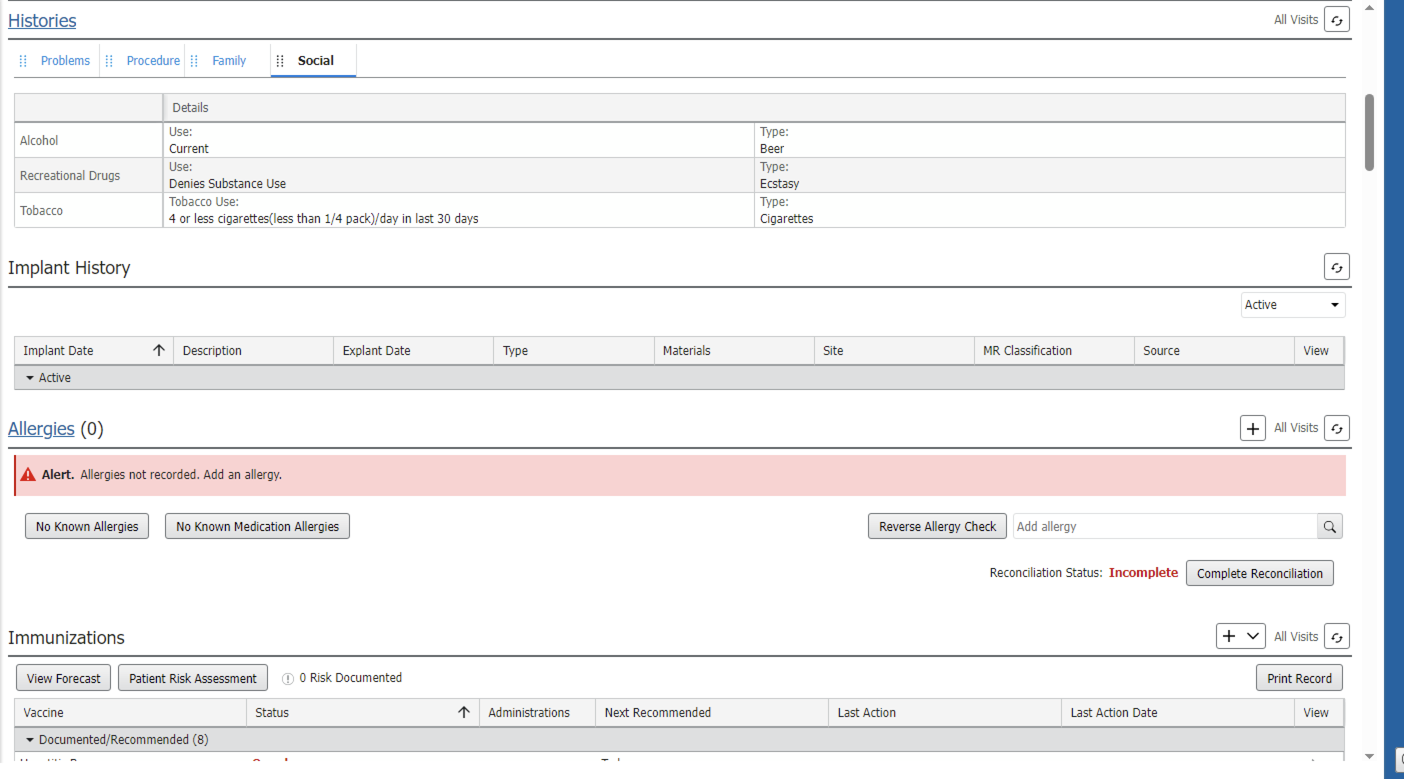 Histories All Visits
Problems Procedure Family Social
Details
Alcohol Use: Type:
Current Beer
Recreational Drugs Use: Type:
Denies Substance Use Ecstasy
Tobacco Tobacco Use: Type:
4 or less cigarettes(less than 1/4 pack)/day in last 30 days Cigarettes
Implant History
Active
Implant Date Description Explant Date Type Materials Site MR Classification Source View
Active
Allergies (0) All Visits
Alert. Allergies not recorded. Add an allergy.
No Known Allergies No Known Medication Allergies Reverse Allergy Check Add allergy
Reconciliation Status: Incomplete Complete Reconciliation
Immunizations All Visits
View Forecast Patient Risk Assessment 0 Risk Documented Print Record
Vaccine Status Administrations Next Recommended Last Action Last Action Date View
Documented/Recommended (8)